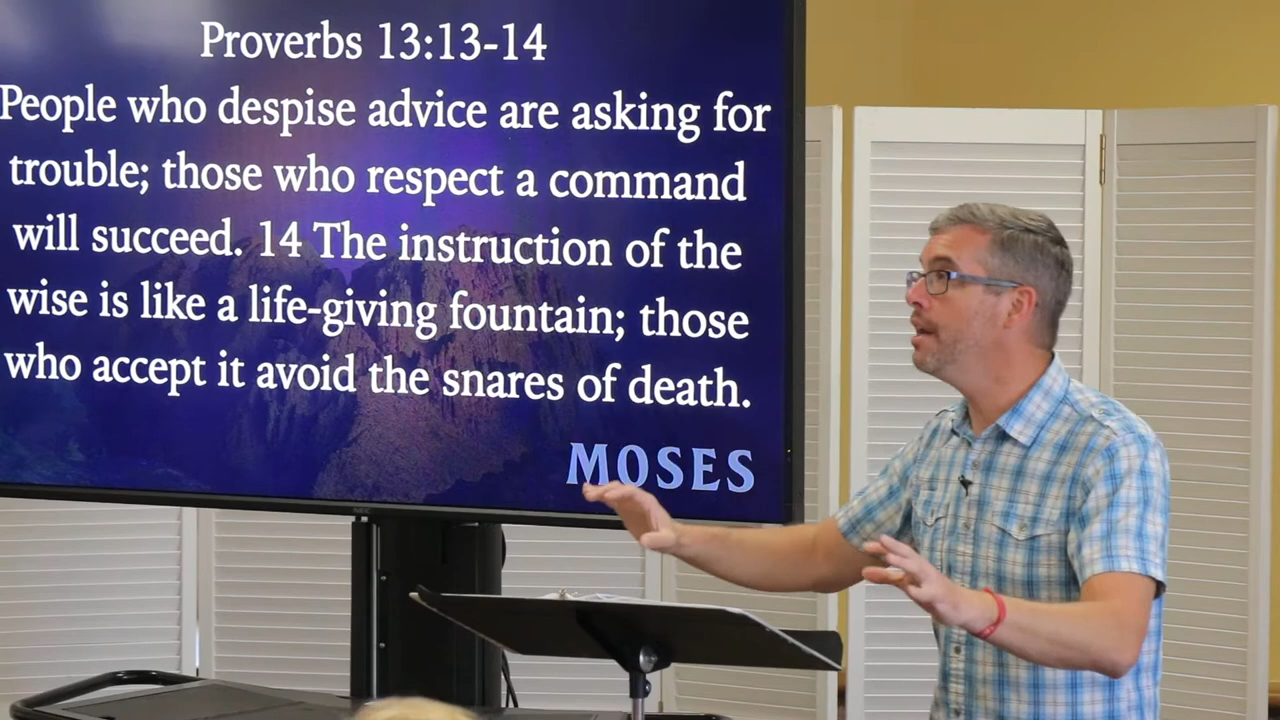 Proverbs 13:13-14
People who despise advice are asking for
trouble; those who respect a command
will succeed. 14 The instruction of the
wise is like a life-giving fountain; those
who accept it avoid the snares of death.
MOSES
NEC